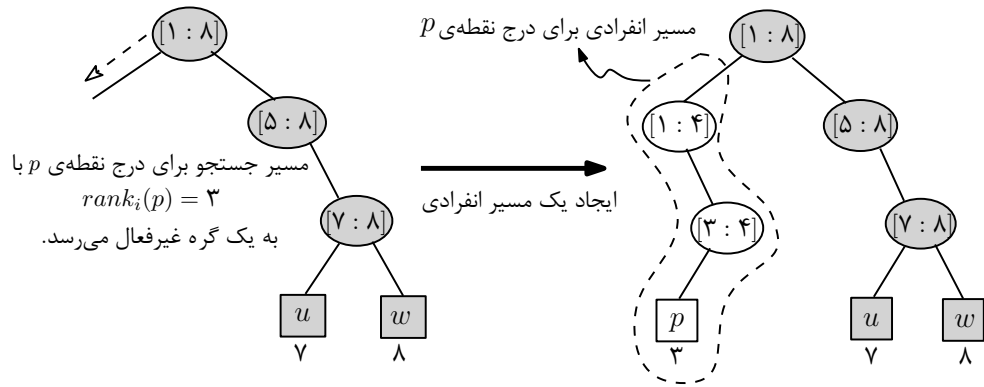 [۱ : ۸]
[۵ : ۸]
مسیر جستجو برای درج نقطه‌ی p با
rankᵢ(p) = ۳
به یک گره غیرفعال می‌رسد.
[۷ : ۸]
u
w
۷
۸
ایجاد یک مسیر انفرادی
مسیر انفرادی برای درج نقطه‌ی p
[۱ : ۸]
[۱ : ۴]
[۵ : ۸]
[۳ : ۴]
[۷ : ۸]
p
u
w
۳
۷
۸